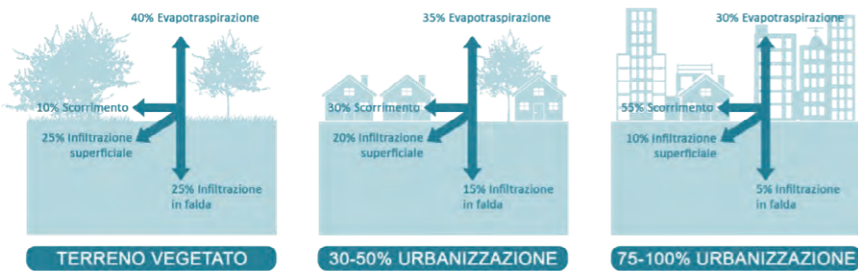 40% Evapotraspirazione
10% Scorrimento
25% Infiltrazione
superficiale
25% Infiltrazione
in falda
TERRENO VEGETATO
35% Evapotraspirazione
30% Scorrimento
20% Infiltrazione
superficiale
15% Infiltrazione
in falda
30-50% URBANIZZAZIONE
30% Evapotraspirazione
55% Scorrimento
10% Infiltrazione
superficiale
5% Infiltrazione
in falda
75-100% URBANIZZAZIONE